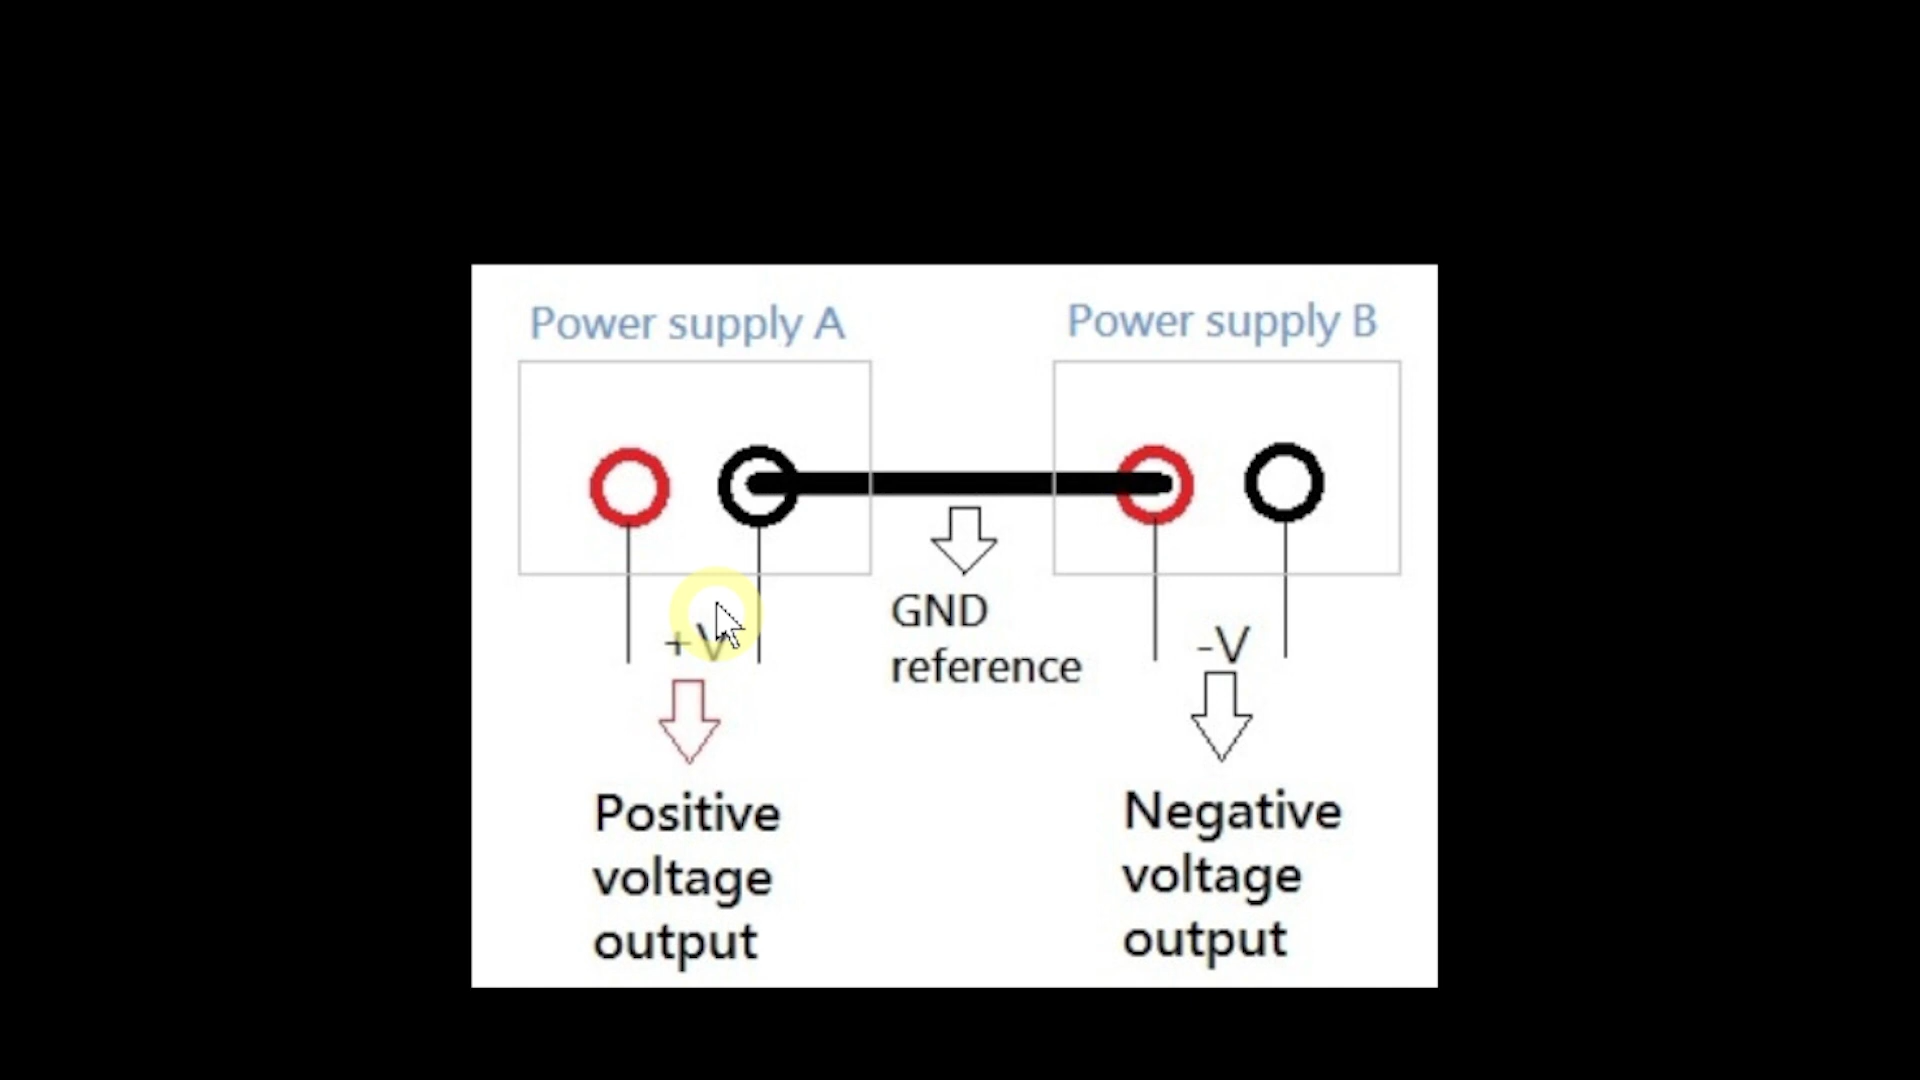 Power supply A
Power supply B
GND
reference
+V
-V
Positive
voltage
output
Negative
voltage
output